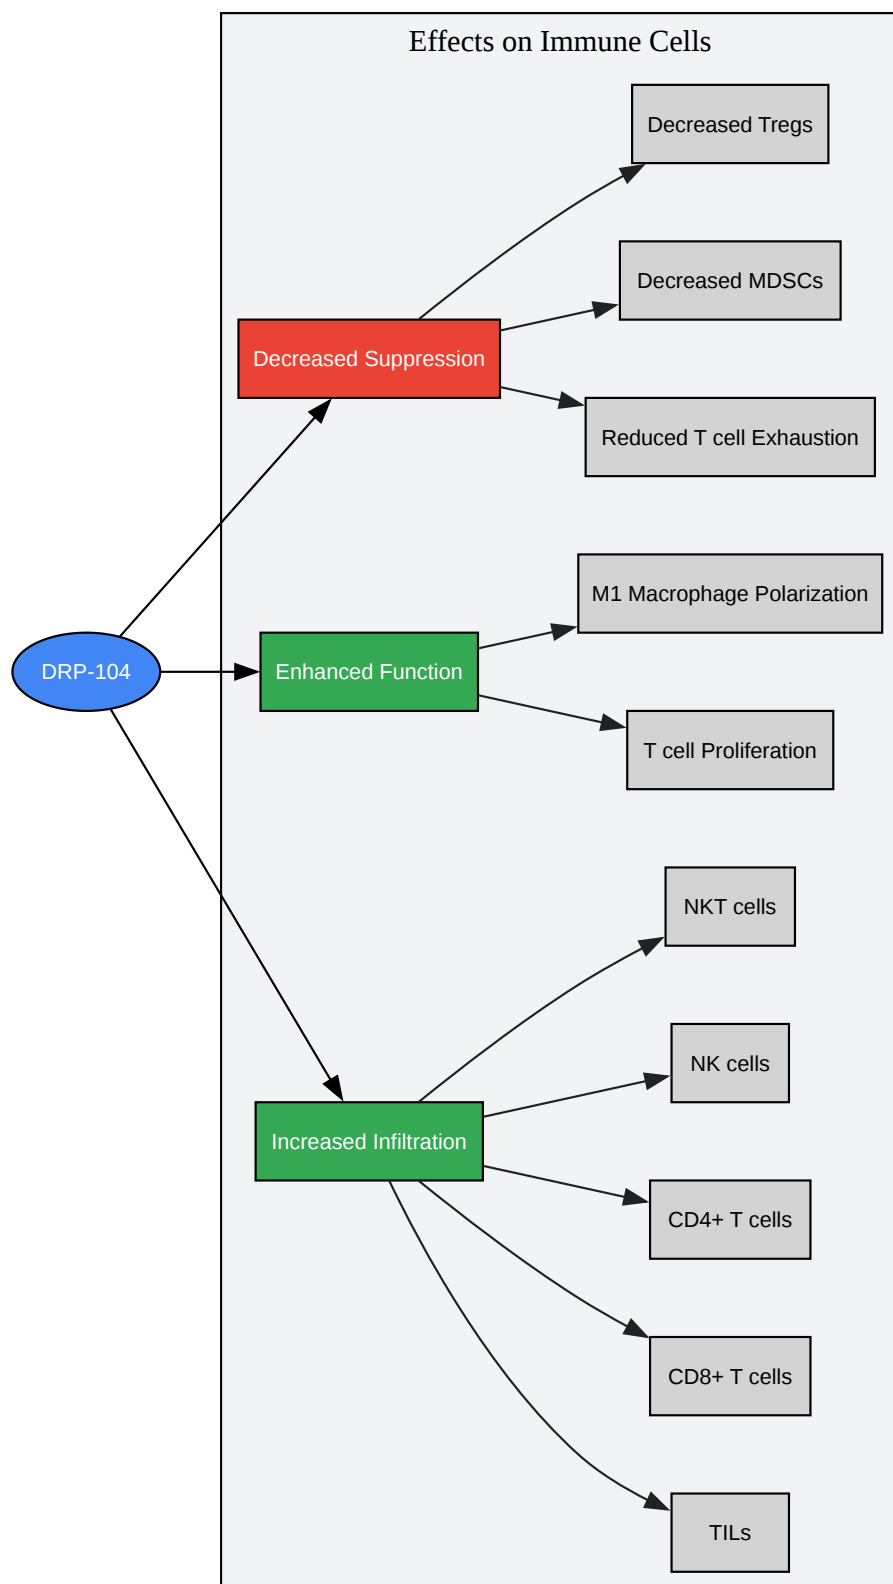 Effects on Immune Cells
Decreased Tregs
Decreased MDSCs
Decreased Suppression
Reduced T cell Exhaustion
M1 Macrophage Polarization
DRP-104
Enhanced Function
T cell Proliferation
NKT cells
NK cells
Increased Infiltration
CD4+ T cells
CD8+ T cells
TILs